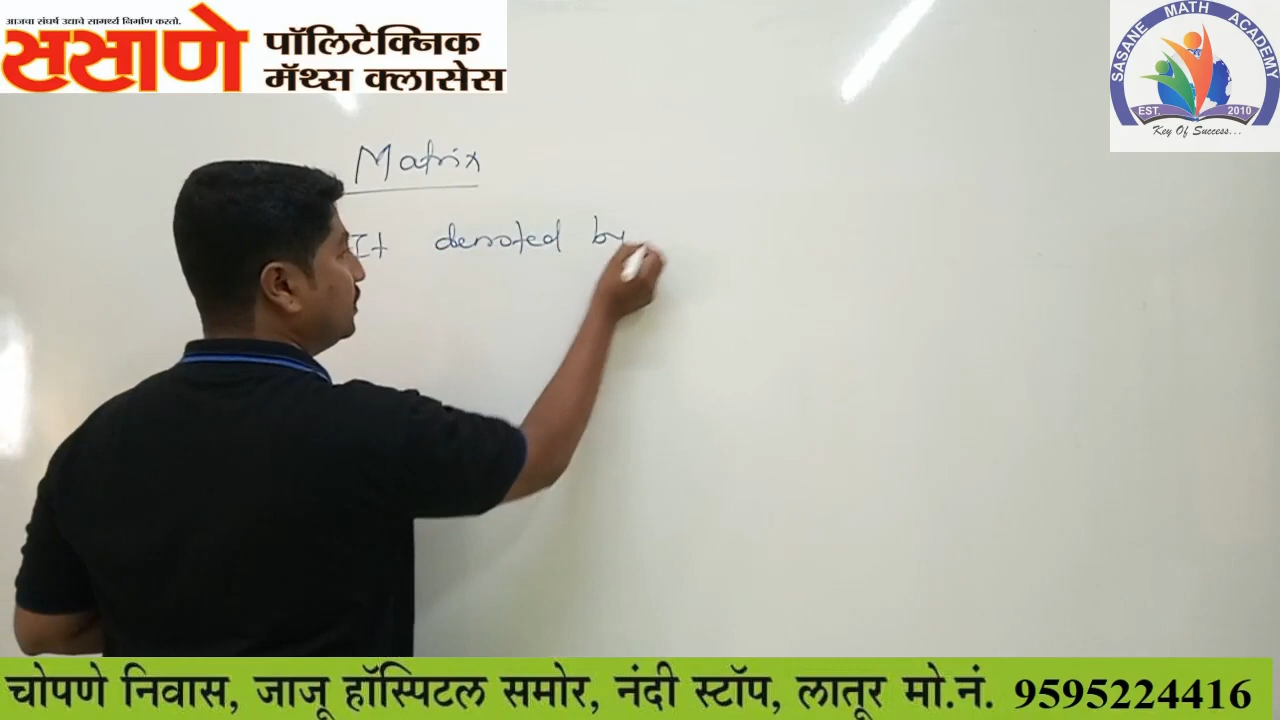 आजचा संघर्ष उद्याचे सामर्थ्य निर्माण करतो.
ससाणे
पॉलिटेक्निक
मॅथ्स क्लासेस
SASANE MATH ACADEMY
EST. 2010
Key Of Success...
Matrix
It denoted by
चोपणे निवास, जाजू हॉस्पिटल समोर, नंदी स्टॉप, लातूर मो.नं. 9595224416